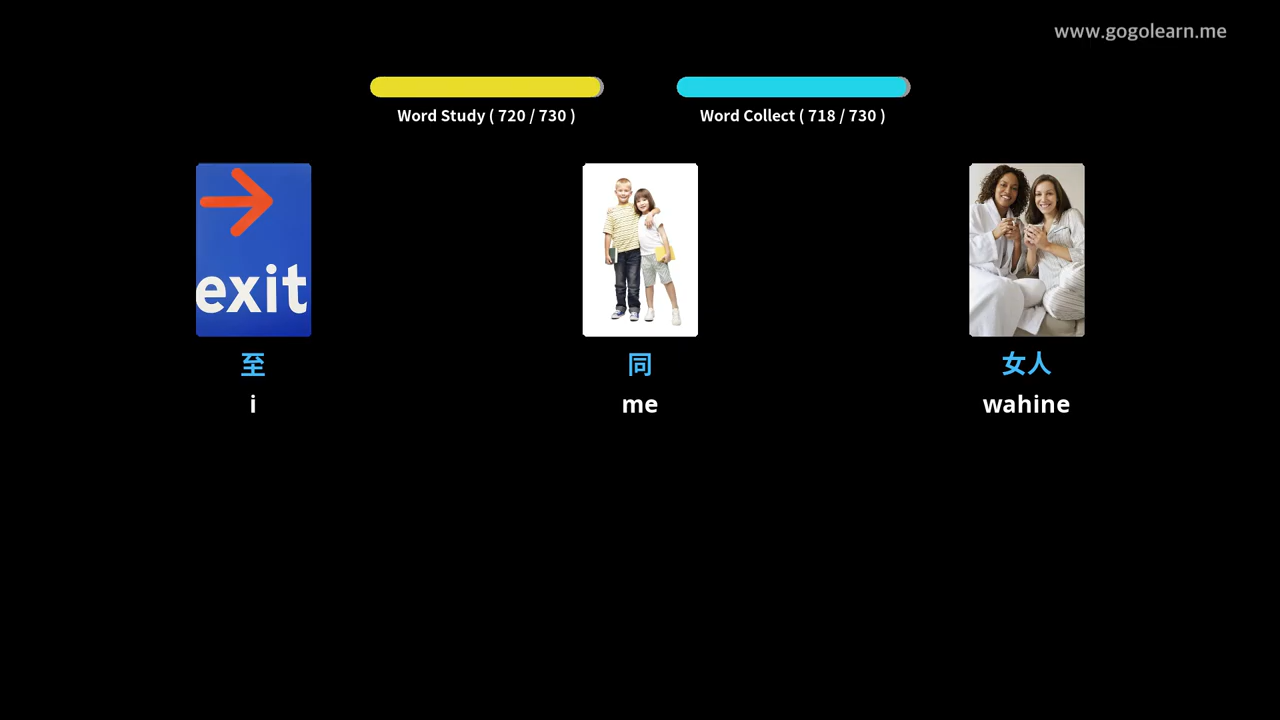 www.gogolearn.me
Word Study ( 720 / 730 )
Word Collect ( 718 / 730 )
exit
至
同
女人
i
me
wahine